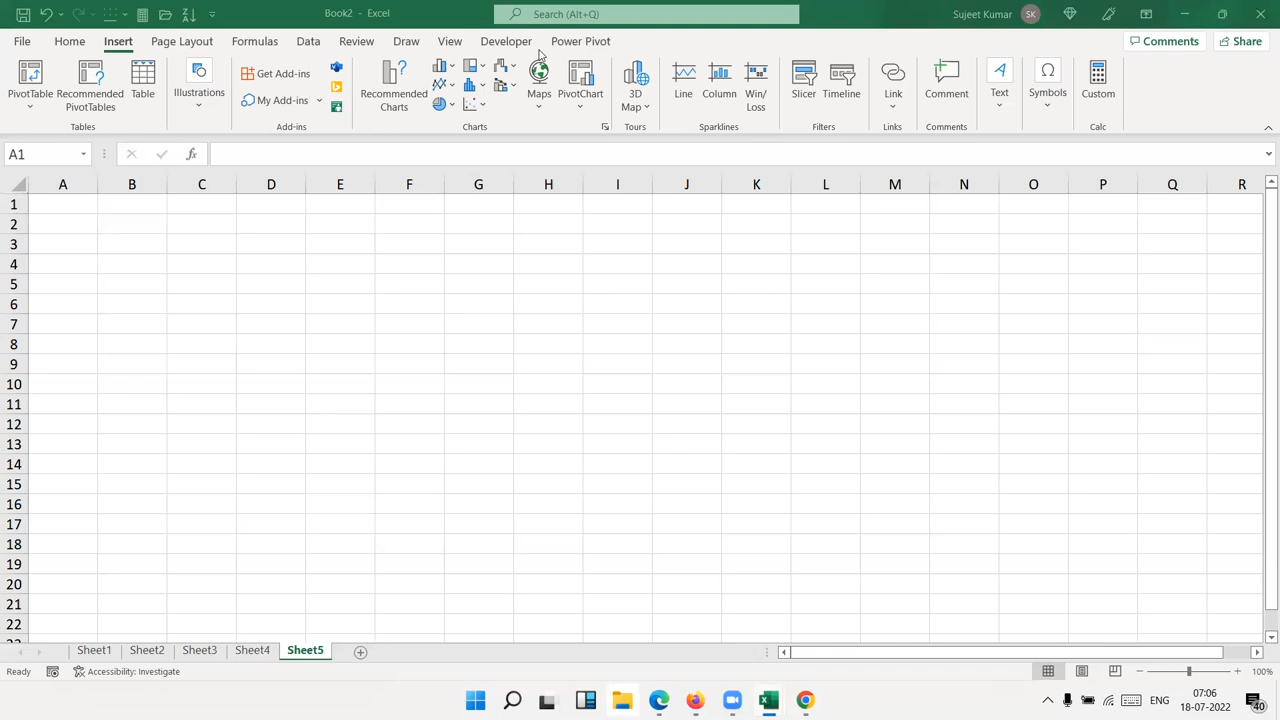 Book2 - Excel
Search (Alt+Q)
Sujeet Kumar
SK
File
Home
Insert
Page Layout
Formulas
Data
Review
Draw
View
Developer
Power Pivot
Comments
Share
PivotTable
Recommended PivotTables
Table
Illustrations
Get Add-ins
My Add-ins
Recommended Charts
Maps
PivotChart
3D Map
Line
Column
Win/Loss
Slicer
Timeline
Link
Comment
Text
Symbols
Custom
Tables
Add-ins
Charts
Tours
Sparklines
Filters
Links
Comments
Calc
A1
fx
A B C D E F G H I J K L M N O P Q R
1
2
3
4
5
6
7
8
9
10
11
12
13
14
15
16
17
18
19
20
21
22
Sheet1
Sheet2
Sheet3
Sheet4
Sheet5
Ready
Accessibility: Investigate
100%
ENG
07:06
18-07-2022
40